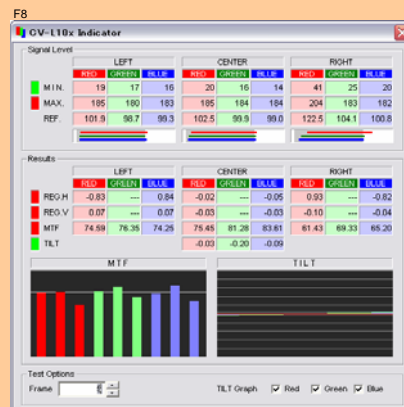 F8
CV-L10x Indicator
Signal Level
LEFT CENTER RIGHT
RED GREEN BLUE RED GREEN BLUE RED GREEN BLUE
MIN. 19 17 16 20 16 14 41 25 20
MAX. 185 180 183 185 184 184 204 183 182
REF. 101.9 98.7 99.3 102.5 99.9 99.0 122.5 104.1 100.8
Results
LEFT CENTER RIGHT
RED GREEN BLUE RED GREEN BLUE RED GREEN BLUE
REG.H -0.83 --- 0.84 -0.02 --- -0.05 0.93 --- -0.82
REG.V 0.07 --- 0.07 -0.03 --- -0.03 -0.10 --- -0.04
MTF 74.59 76.35 74.25 75.45 81.28 83.61 61.43 69.33 65.20
TILT -0.03 -0.20 -0.09
MTF TILT
Test Options
Frame TILT Graph Red Green Blue